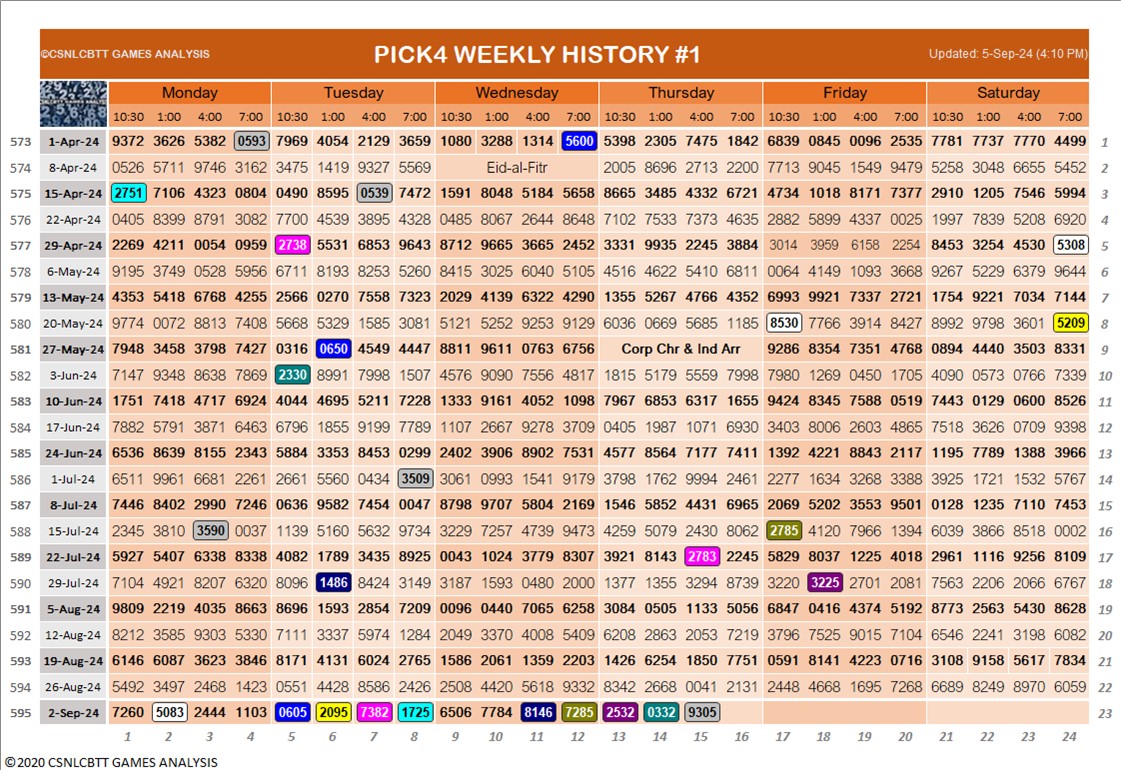 ©CSNLCBTT GAMES ANALYSIS PICK4 WEEKLY HISTORY #1 Updated: 5-Sep-24 (4:10 PM)
Monday Tuesday Wednesday Thursday Friday Saturday
10:30 1:00 4:00 7:00 10:30 1:00 4:00 7:00 10:30 1:00 4:00 7:00 10:30 1:00 4:00 7:00 10:30 1:00 4:00 7:00 10:30 1:00 4:00 7:00
573 1-Apr-24 9372 3626 5382 0593 7969 4054 2129 3659 1080 3288 1314 5600 5398 2305 7475 1842 6839 0845 0096 2535 7781 7737 7770 4499 1
574 8-Apr-24 0526 5711 9746 3162 3475 1419 9327 5569 Eid-al-Fitr 2005 8696 2713 2200 7713 9045 1549 9479 5258 3048 6655 5452 2
575 15-Apr-24 2751 7106 4323 0804 0490 8595 0539 7472 1591 8048 5184 5658 8665 3485 4332 6721 4734 1018 8171 7377 2910 1205 7546 5994 3
576 22-Apr-24 0405 8399 8791 3082 7700 4539 3895 4328 0485 8067 2644 8648 7102 7533 7373 4635 2882 5899 4337 0025 1997 7839 5208 6920 4
577 29-Apr-24 2269 4211 0054 0959 2738 5531 6853 9643 8712 9665 3665 2452 3331 9935 2245 3884 3014 3959 6158 2254 8453 3254 4530 5308 5
578 6-May-24 9195 3749 0528 5956 6711 8193 8253 5260 8415 3025 6040 5105 4516 4622 5410 6811 0064 4149 1093 3668 9267 5229 6379 9644 6
579 13-May-24 4353 5418 6768 4255 2566 0270 7558 7323 2029 4139 6322 4290 1355 5267 4766 4352 6993 9921 7337 2721 1754 9221 7034 7144 7
580 20-May-24 9774 0072 8813 7408 5668 5329 1585 3081 5121 5252 9253 9129 6036 0669 5685 1185 8530 7766 3914 8427 8992 9798 3601 5209 8
581 27-May-24 7948 3458 3798 7427 0316 0650 4549 4447 8811 9611 0763 6756 Corp Chr & Ind Arr 9286 8354 7351 4768 0894 4440 3503 8331 9
582 3-Jun-24 7147 9348 8638 7869 2330 8991 7998 1507 4576 9090 7556 4817 1815 5179 5559 7998 7980 1269 0450 1705 4090 0573 0766 7339 10
583 10-Jun-24 1751 7418 4717 6924 4044 4695 5211 7228 1333 9161 4052 1098 7967 6853 6317 1655 9424 8345 7588 0519 7443 0129 0600 8526 11
584 17-Jun-24 7882 5791 3871 6463 6796 1855 9199 7789 1107 2667 9278 3709 0405 1987 1071 6930 3403 8006 2603 4865 7518 3626 0709 9398 12
585 24-Jun-24 6536 8639 8155 2343 5884 3353 8453 0299 2402 3906 8902 7531 4577 8564 7177 7411 1392 4221 8843 2117 1195 7789 1388 3966 13
586 1-Jul-24 6511 9961 6681 2261 2661 5560 0434 3509 3061 0993 1541 9179 3798 1762 9994 2461 2277 1634 3268 3388 3925 1721 1532 5767 14
587 8-Jul-24 7446 8402 2990 7246 0636 9582 7454 0047 8798 9707 5804 2169 1546 5852 4431 6965 2069 5202 3553 9501 0128 1235 7110 7453 15
588 15-Jul-24 2345 3810 3590 0037 1139 5160 5632 9734 3229 7257 4739 9473 4259 5079 2430 8062 2785 4120 7966 1394 6039 3866 8518 0002 16
589 22-Jul-24 5927 5407 6338 8338 4082 1789 3435 8925 0043 1024 3779 8307 3921 8143 2783 2245 5829 8037 1225 4018 2961 1116 9256 8109 17
590 29-Jul-24 7104 4921 8207 6320 8096 1486 8424 3149 3187 1593 0480 2000 1377 1355 3294 8739 3220 3225 2701 2081 7563 2206 2066 6767 18
591 5-Aug-24 9809 2219 4035 8663 8696 1593 2854 7209 0096 0440 7065 6258 3084 0505 1133 5056 6847 0416 4374 5192 8773 2563 5430 8628 19
592 12-Aug-24 8212 3585 9303 5330 7111 3337 5974 1284 2049 3370 4008 5409 6208 2863 2053 7219 3796 7525 9015 7104 6546 2241 3198 6082 20
593 19-Aug-24 6146 6087 3623 3846 8171 4131 6024 2765 1586 2061 1359 2203 1426 6254 1850 7751 0591 8141 4223 0716 3108 9158 5617 7834 21
594 26-Aug-24 5492 3497 2468 1423 0551 4428 8586 2426 2508 4420 5618 9332 8342 2668 0041 2131 2448 4668 1695 7268 6689 8249 8970 6059 22
595 2-Sep-24 7260 5083 2444 1103 0605 2095 7382 1725 6506 7784 8146 7285 2532 0332 9305 23
1 2 3 4 5 6 7 8 9 10 11 12 13 14 15 16 17 18 19 20 21 22 23 24
©2020 CSNLCBTT GAMES ANALYSIS